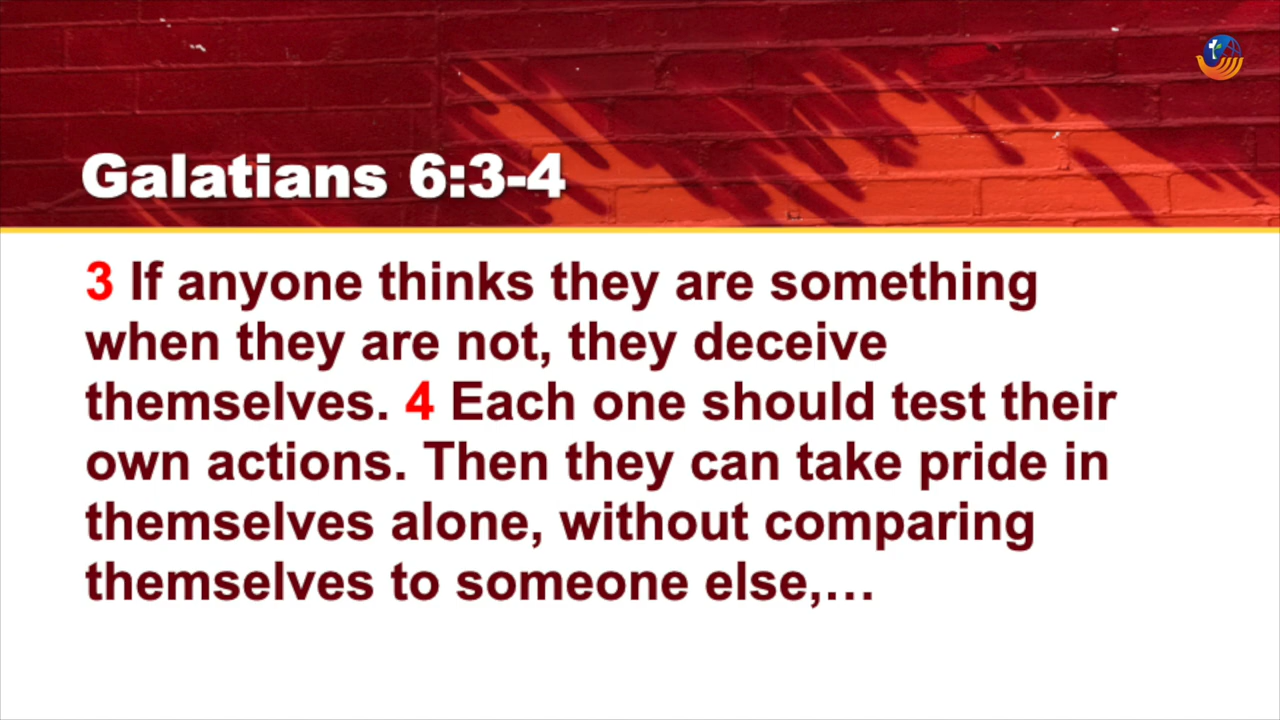 Galatians 6:3-4
3 If anyone thinks they are something
when they are not, they deceive
themselves. 4 Each one should test their
own actions. Then they can take pride in
themselves alone, without comparing
themselves to someone else,…